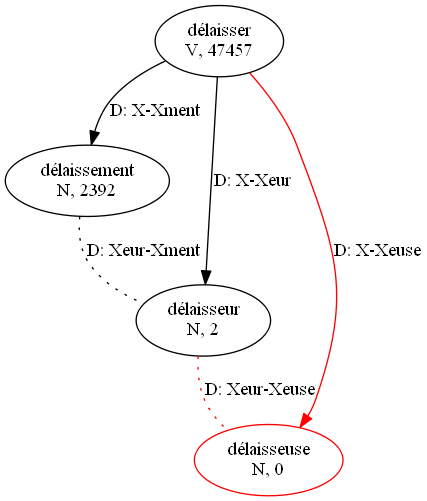 délaisser
V, 47457
D: X-Xment
délaissement
N, 2392
D: X-Xeur
D: X-Xeuse
D: Xeur-Xment
délaisseur
N, 2
D: Xeur-Xeuse
délaisseuse
N, 0